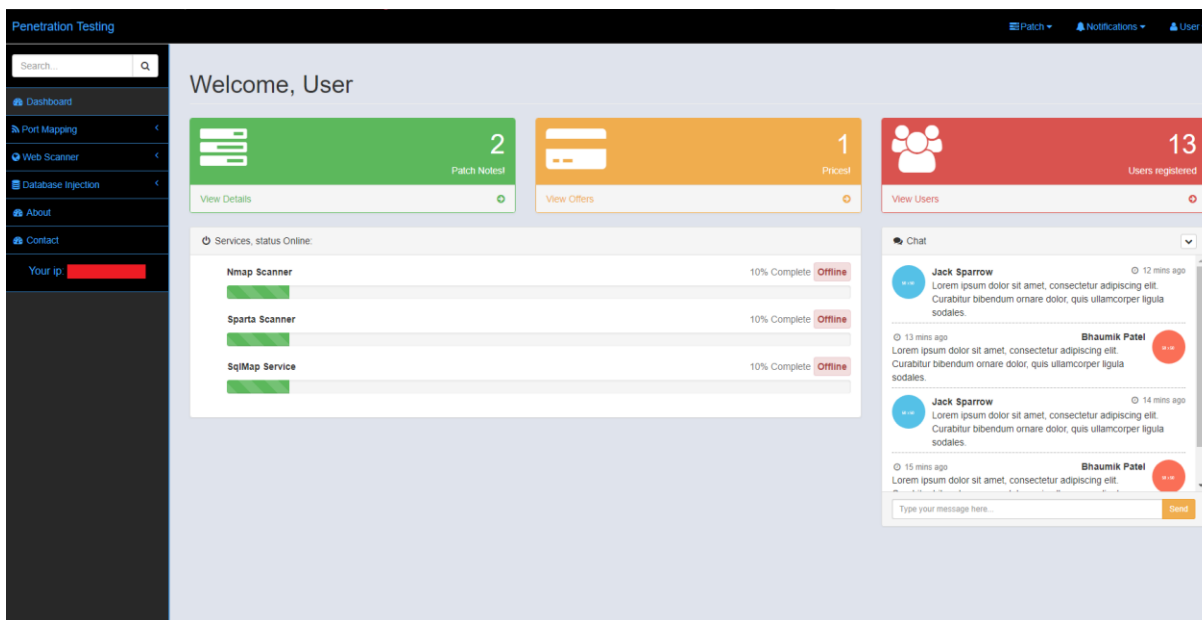 Penetration Testing
Patch
Notifications
User
Search...
Dashboard
Port Mapping
Web Scanner
Database Injection
About
Contact
Your ip:
Welcome, User
2
Patch Notes!
View Details
1
Prices!
View Offers
13
Users registered
View Users
Services, status Online:
Nmap Scanner 10% Complete Offline
Sparta Scanner 10% Complete Offline
SqlMap Service 10% Complete Offline
Chat
Jack Sparrow 12 mins ago
Lorem ipsum dolor sit amet, consectetur adipiscing elit.
Curabitur bibendum ornare dolor, quis ullamcorper ligula
sodales.
13 mins ago Bhaumik Patel
Lorem ipsum dolor sit amet, consectetur adipiscing elit.
Curabitur bibendum ornare dolor, quis ullamcorper ligula
sodales.
Jack Sparrow 14 mins ago
Lorem ipsum dolor sit amet, consectetur adipiscing elit.
Curabitur bibendum ornare dolor, quis ullamcorper ligula
sodales.
15 mins ago Bhaumik Patel
Lorem ipsum dolor sit amet, consectetur adipiscing elit.
Type your message here...
Send